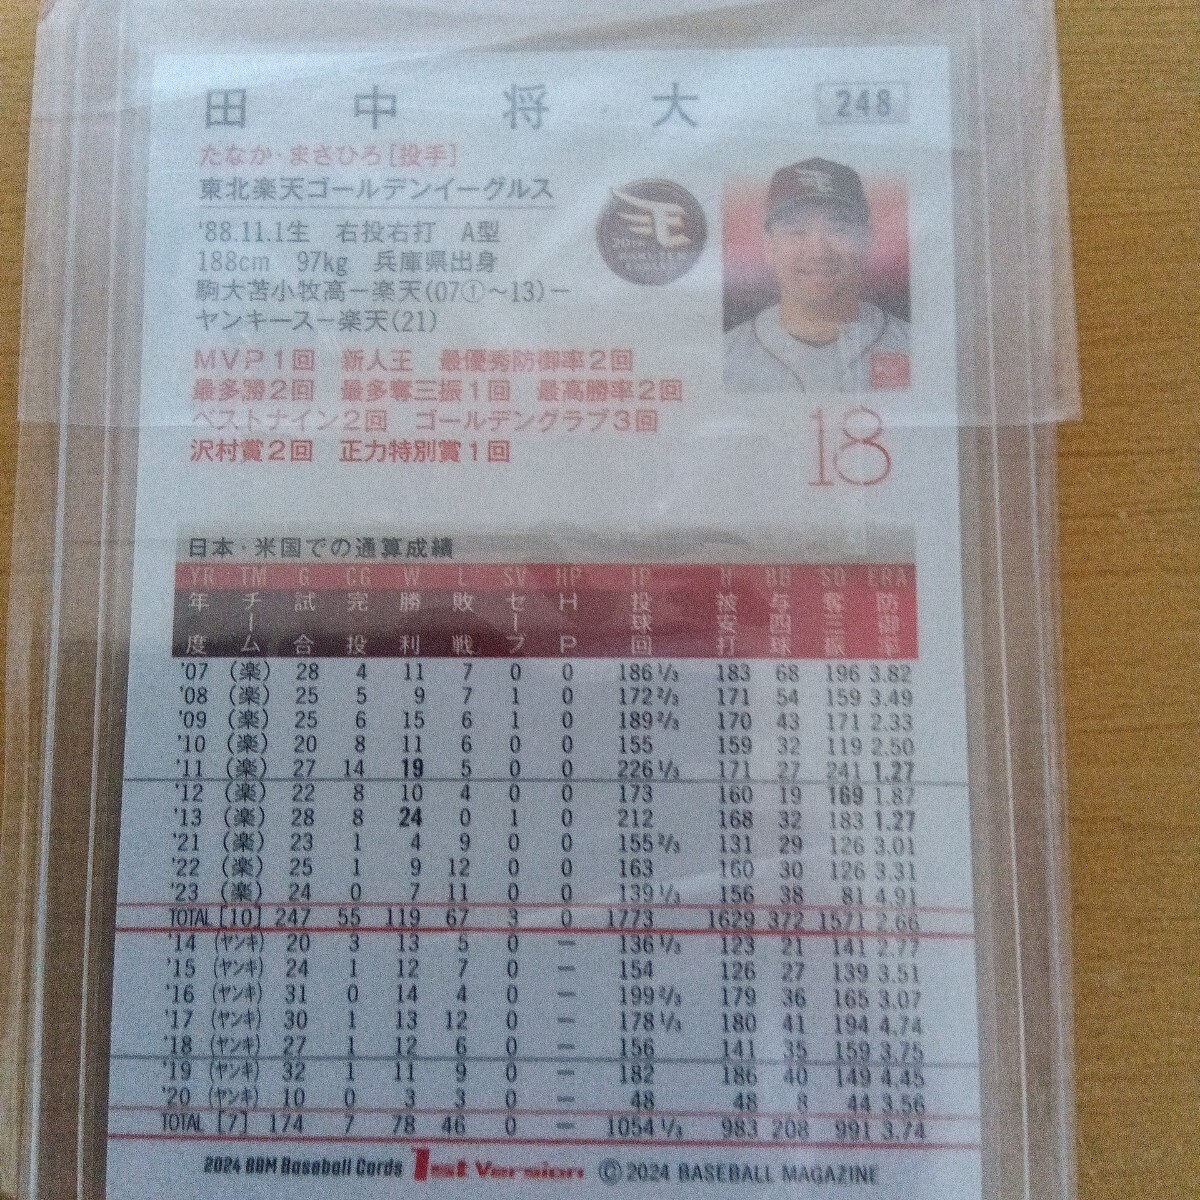 田中将大 248
たなか・まさひろ[投手]
東北楽天ゴールデンイーグルス
'88.11.1生 右投右打 A型
188cm 97kg 兵庫県出身
駒大苫小牧高－楽天(07①〜13)－
ヤンキース－楽天(21)
MVP1回 新人王 最優秀防御率2回
最多勝2回 最多奪三振1回 最高勝率2回
ベストナイン2回 ゴールデングラブ3回
沢村賞2回 正力特別賞1回
18
日本・米国での通算成績
YR TM G CG W L SV HP IP H BB SO ERA
年度 チーム 試合 完投 勝利 敗戦 セーブ HP 投球回 被安打 与四球 奪三振 防御率
'07 (楽) 28 4 11 7 0 0 186 1/3 183 68 196 3.82
'08 (楽) 25 5 9 7 1 0 172 2/3 171 54 159 3.49
'09 (楽) 25 6 15 6 1 0 189 2/3 170 43 171 2.33
'10 (楽) 20 8 11 6 0 0 155 159 32 119 2.50
'11 (楽) 27 14 19 5 0 0 226 1/3 171 27 241 1.27
'12 (楽) 22 8 10 4 0 0 173 160 19 169 1.87
'13 (楽) 28 8 24 0 1 0 212 168 32 183 1.27
'21 (楽) 23 1 4 9 0 0 155 2/3 131 29 126 3.01
'22 (楽) 25 1 9 12 0 0 163 160 30 126 3.31
'23 (楽) 24 0 7 11 0 0 139 1/3 156 38 81 4.91
TOTAL [10] 247 55 119 67 3 0 1773 1629 372 1571 2.66
'14 (ヤンキ) 20 3 13 5 0 － 136 1/3 123 21 141 2.77
'15 (ヤンキ) 24 1 12 7 0 － 154 126 27 139 3.51
'16 (ヤンキ) 31 0 14 4 0 － 199 2/3 179 36 165 3.07
'17 (ヤンキ) 30 1 13 12 0 － 178 1/3 180 41 194 4.74
'18 (ヤンキ) 27 1 12 6 0 － 156 141 35 159 3.75
'19 (ヤンキ) 32 1 11 9 0 － 182 186 40 149 4.45
'20 (ヤンキ) 10 0 3 3 0 － 48 48 8 44 3.56
TOTAL [7] 174 7 78 46 0 － 1054 1/3 983 208 991 3.74
2024 BBM Baseball Cards 1st Version ©2024 BASEBALL MAGAZINE